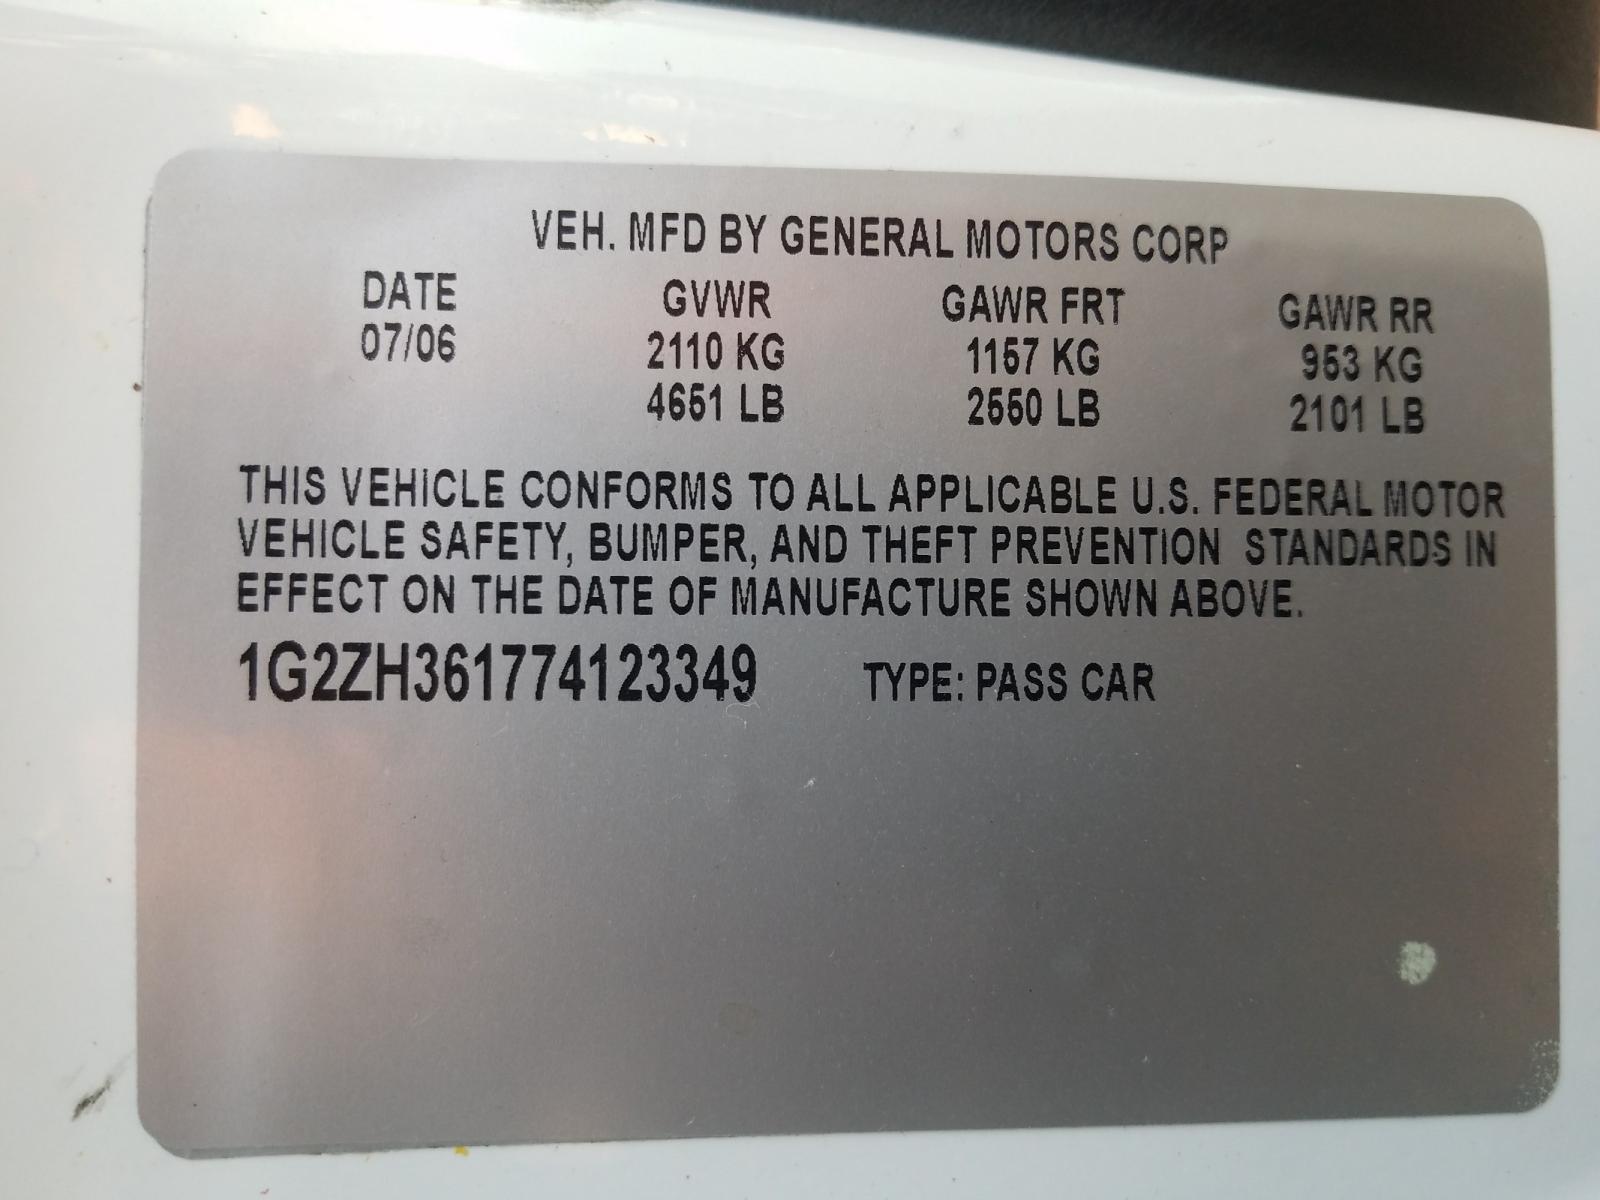 VEH. MFD BY GENERAL MOTORS CORP
DATE GVWR GAWR FRT GAWR RR
07/06 2110 KG 1157 KG 953 KG
4651 LB 2550 LB 2101 LB
THIS VEHICLE CONFORMS TO ALL APPLICABLE U.S. FEDERAL MOTOR
VEHICLE SAFETY, BUMPER, AND THEFT PREVENTION STANDARDS IN
EFFECT ON THE DATE OF MANUFACTURE SHOWN ABOVE.
1G2ZH361774123349 TYPE: PASS CAR